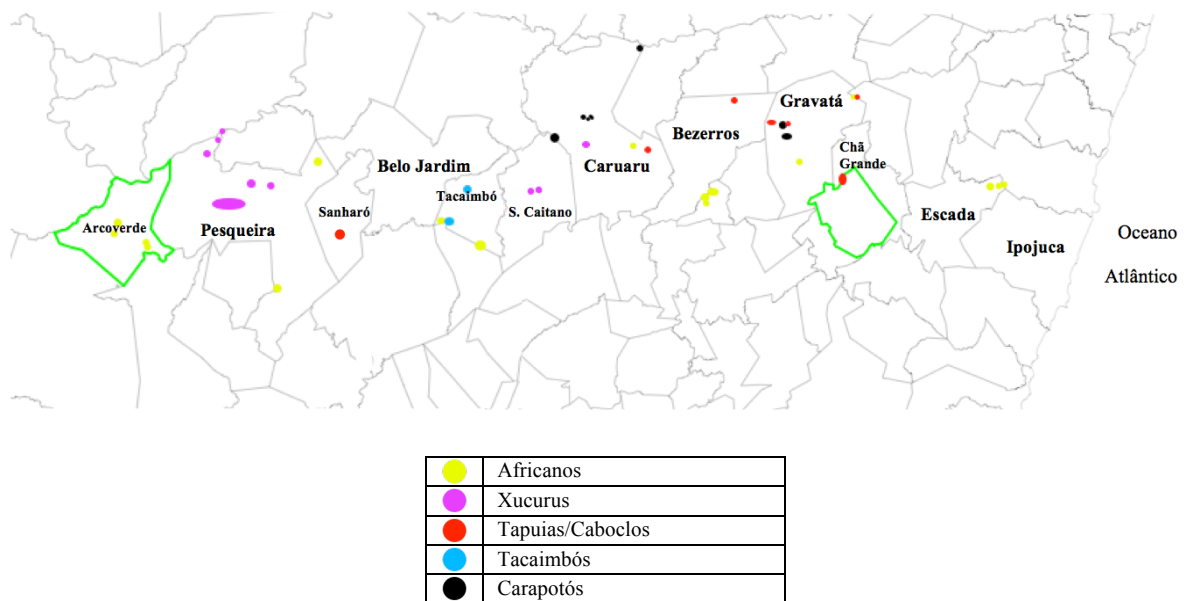 Gravatá
Bezerros
Chã
Grande
Belo Jardim
Caruaru
Tacaimbó
Sanharó
S. Caitano
Escada
Arcoverde
Pesqueira
Oceano
Ipojuca
Atlântico
Africanos
Xucurus
Tapuias/Caboclos
Tacaimbós
Carapotós